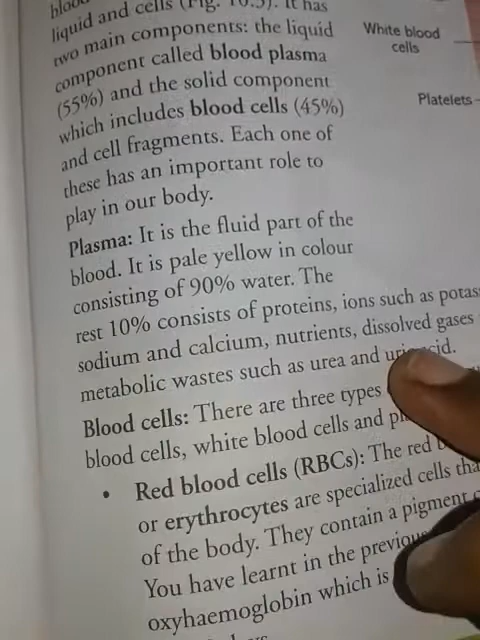 blood
liquid and cells (Fig. 10.3). It has
two main components: the liquid
component called blood plasma
(55%) and the solid component
which includes blood cells (45%)
and cell fragments. Each one of
these has an important role to
play in our body.
Plasma: It is the fluid part of the
blood. It is pale yellow in colour
consisting of 90% water. The
rest 10% consists of proteins, ions such as
sodium and calcium, nutrients, dissolved gases
metabolic wastes such as urea and
Blood cells: There are three types
blood cells, white blood cells and
• Red blood cells (RBCs): The red
or erythrocytes are specialized cells
of the body. They contain a pigment
You have learnt in the
oxyhaemoglobin which is
White blood
cells
Platelets